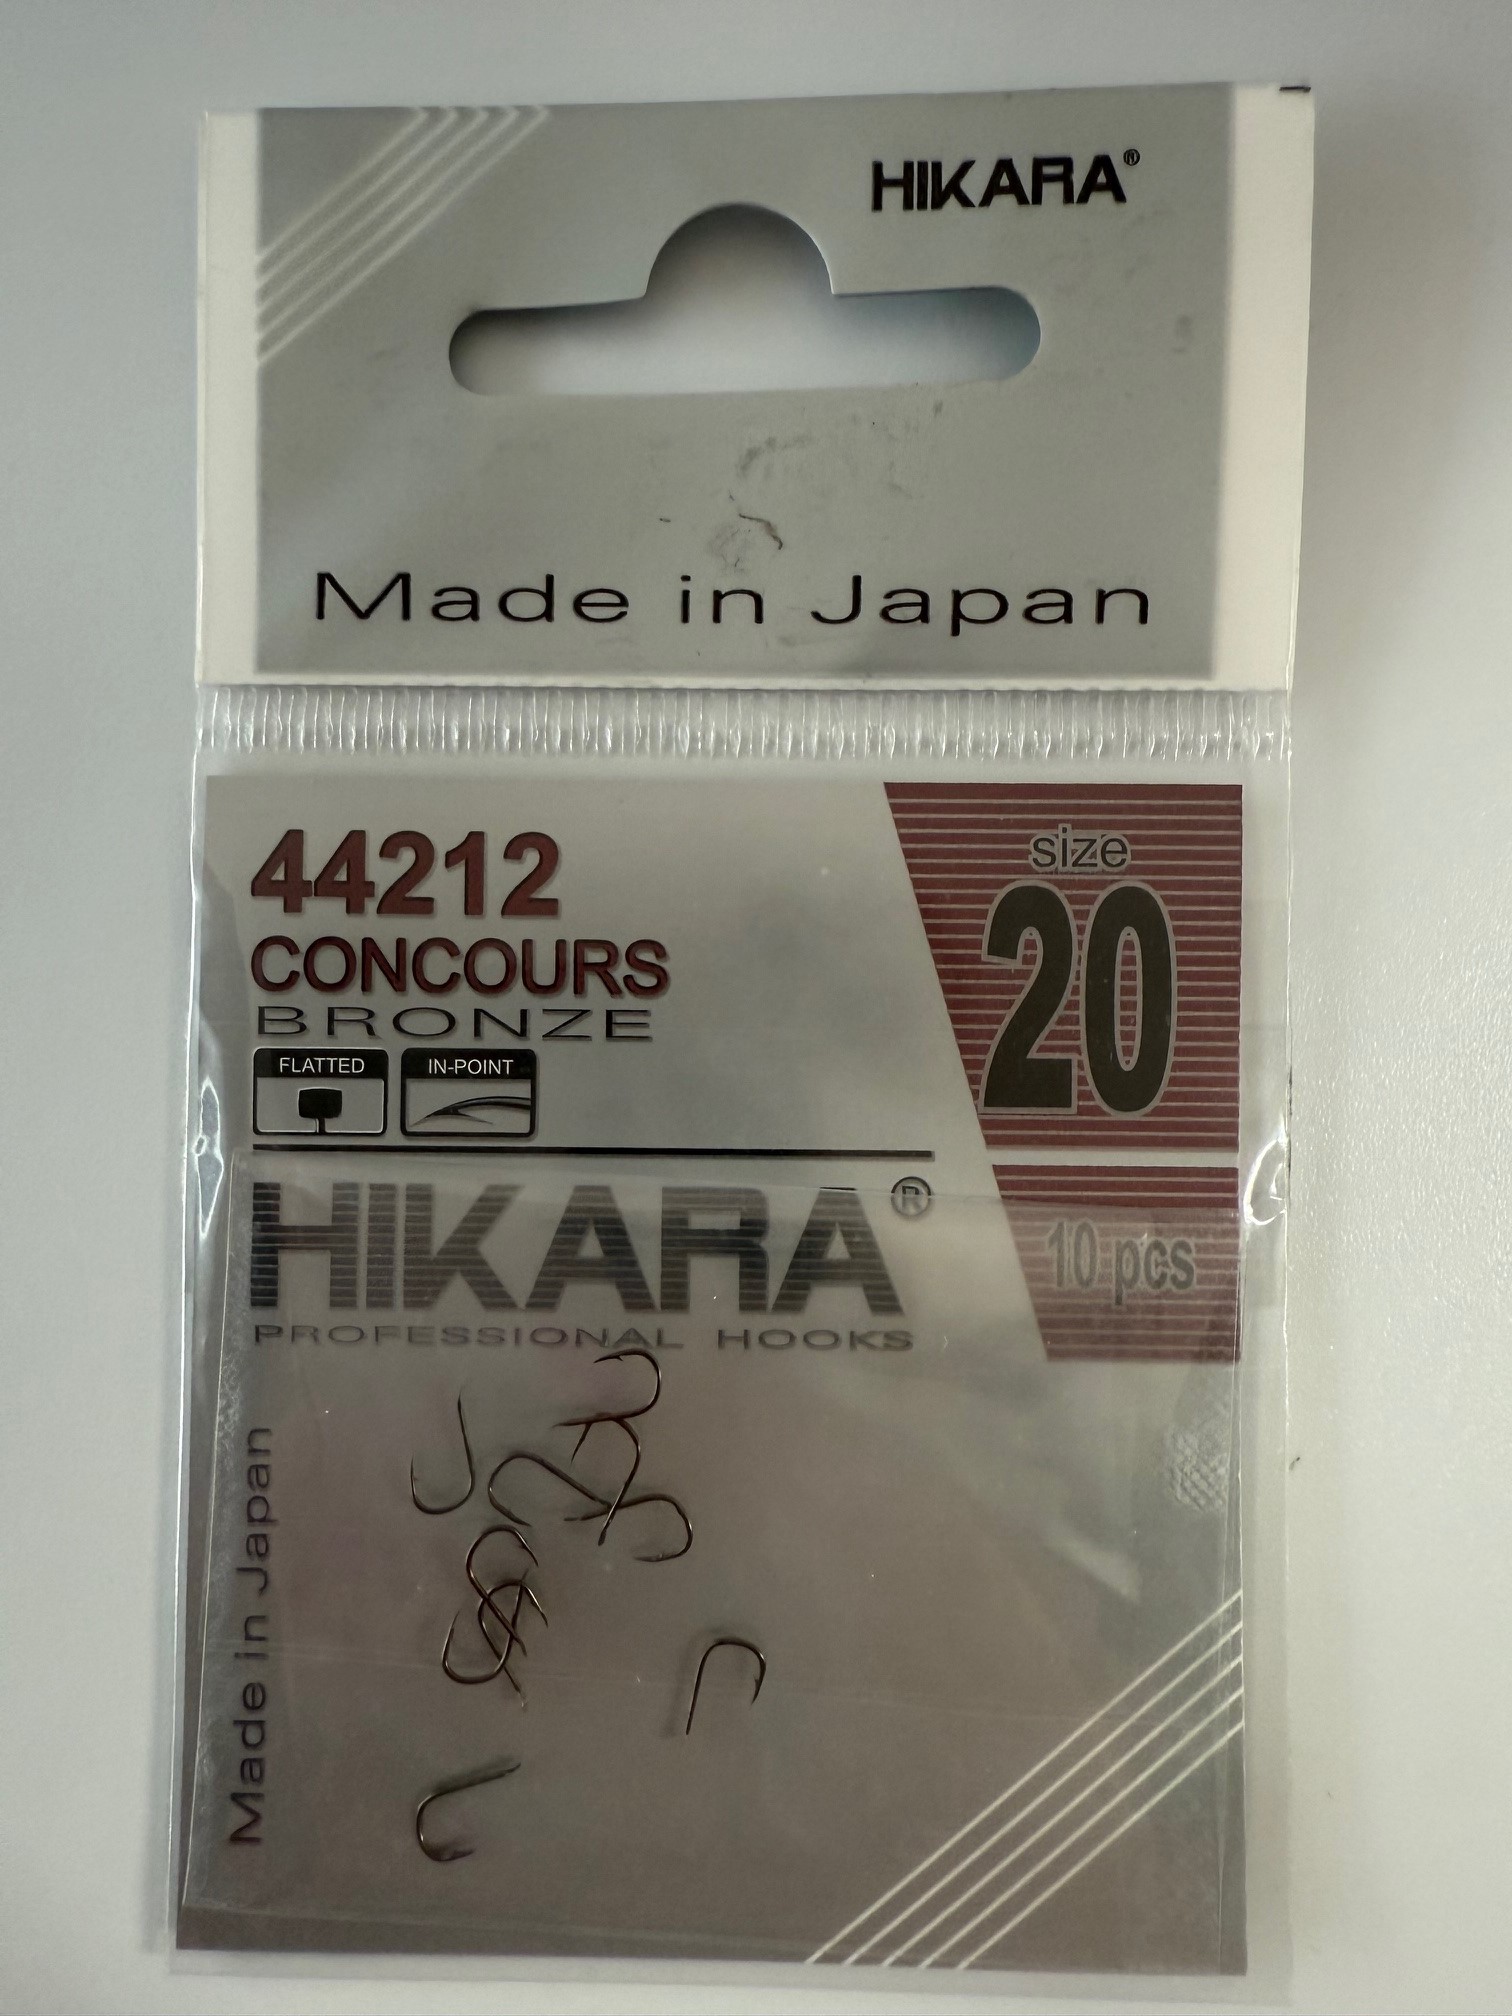 HIKARA®
Made in Japan
44212
CONCOURS
BRONZE
FLATTED
IN-POINT
size
20
HIKARA®
PROFESSIONAL HOOKS
10 pcs
Made in Japan